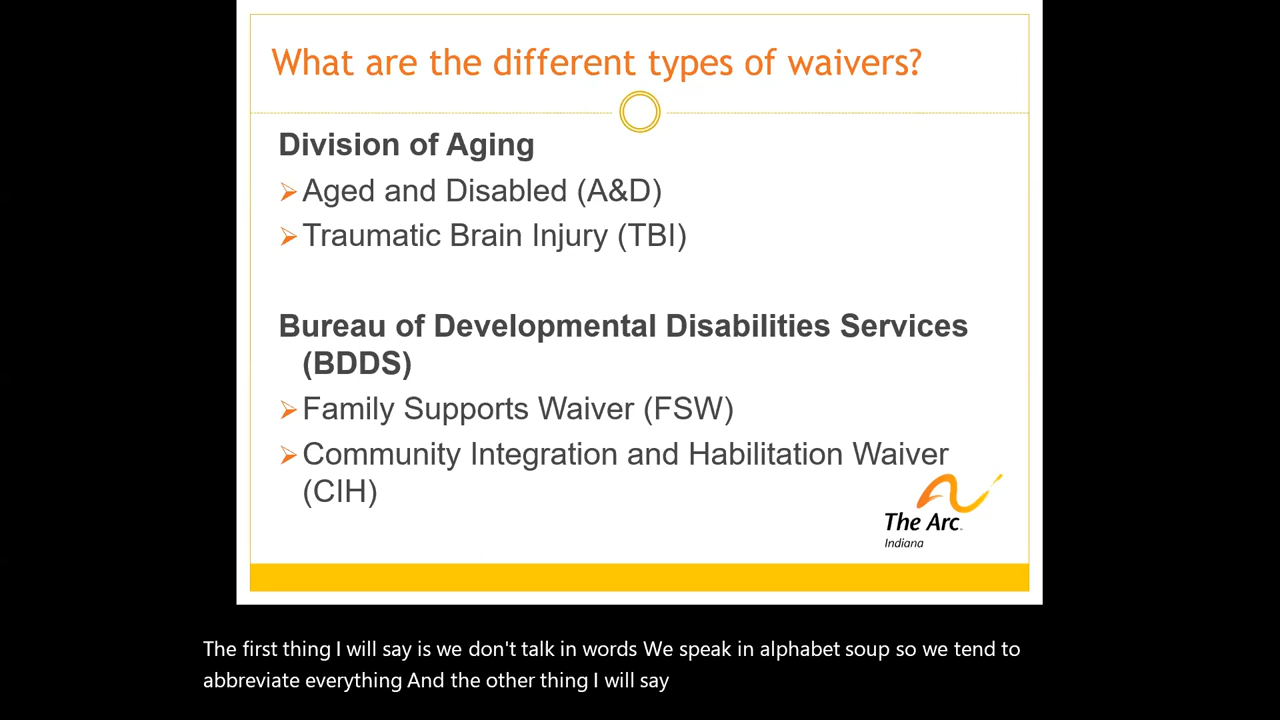 What are the different types of waivers?
Division of Aging
Aged and Disabled (A&D)
Traumatic Brain Injury (TBI)
Bureau of Developmental Disabilities Services
(BDDS)
Family Supports Waiver (FSW)
Community Integration and Habilitation Waiver
(CIH)
The Arc
Indiana
The first thing I will say is we don't talk in words We speak in alphabet soup so we tend to
abbreviate everything And the other thing I will say